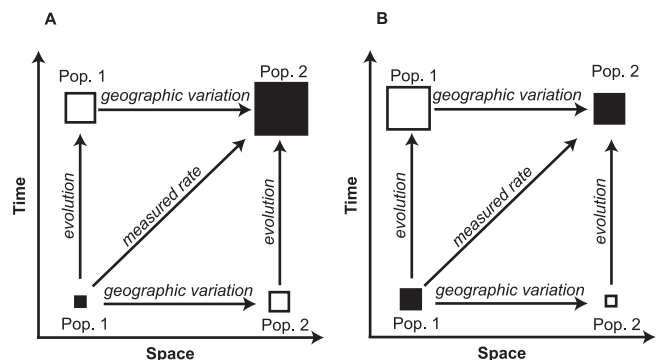 A
Pop. 1
geographic variation
Pop. 2
evolution
measured rate
evolution
geographic variation
Pop. 1
Pop. 2
Time
Space
B
Pop. 1
geographic variation
Pop. 2
evolution
measured rate
evolution
geographic variation
Pop. 1
Pop. 2
Time
Space